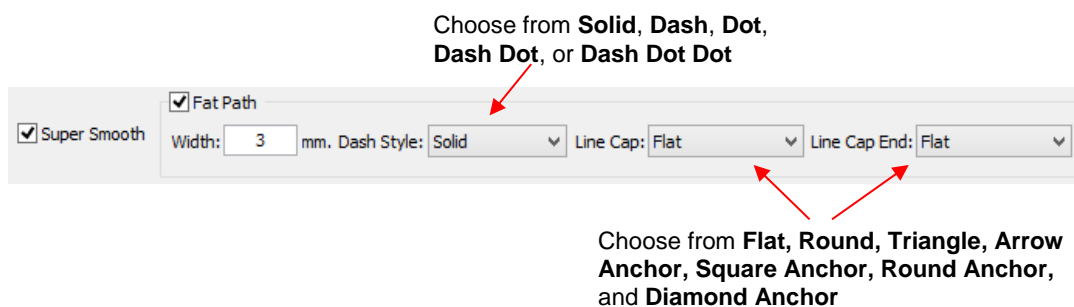 Choose from Solid, Dash, Dot,
Dash Dot, or Dash Dot Dot
Fat Path
Super Smooth Width: 3 mm. Dash Style: Solid Line Cap: Flat Line Cap End: Flat
Choose from Flat, Round, Triangle, Arrow
Anchor, Square Anchor, Round Anchor,
and Diamond Anchor